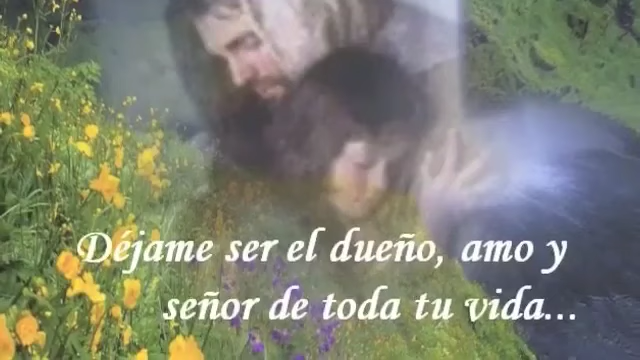 Déjame ser el dueño, amo y
señor de toda tu vida...